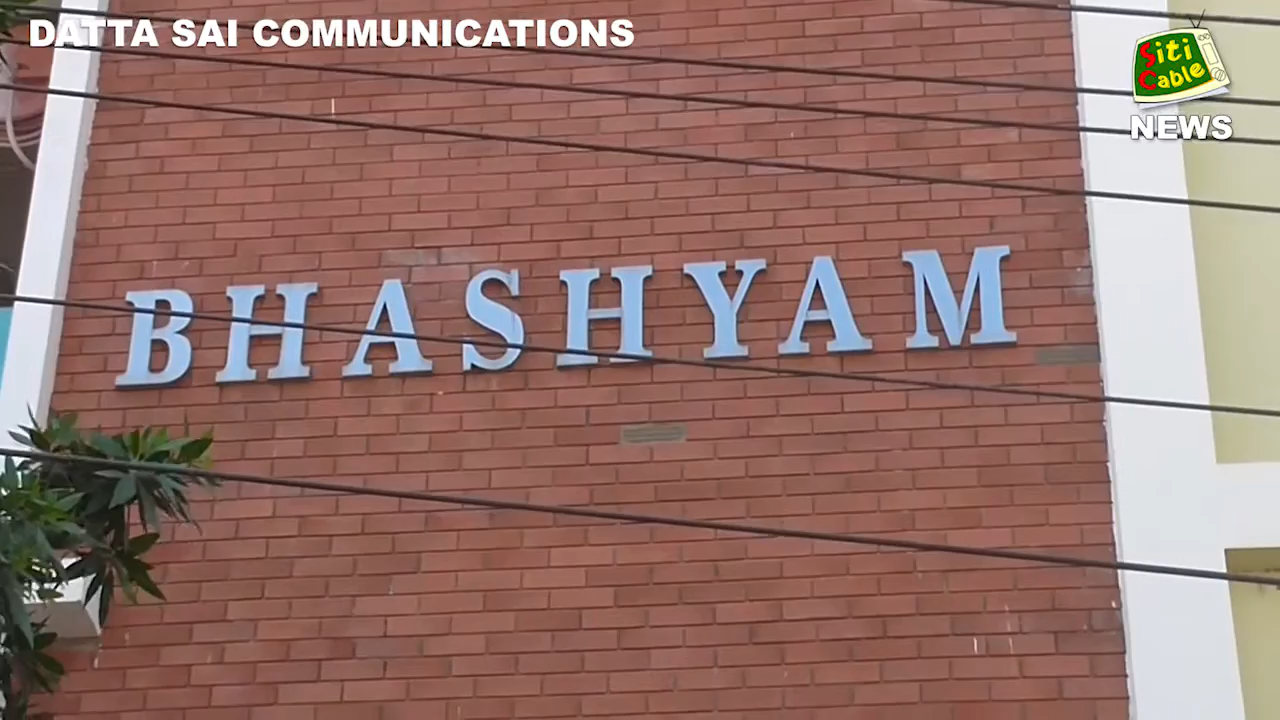 DATTA SAI COMMUNICATIONS
Siti
Cable
NEWS
BHASHYAM